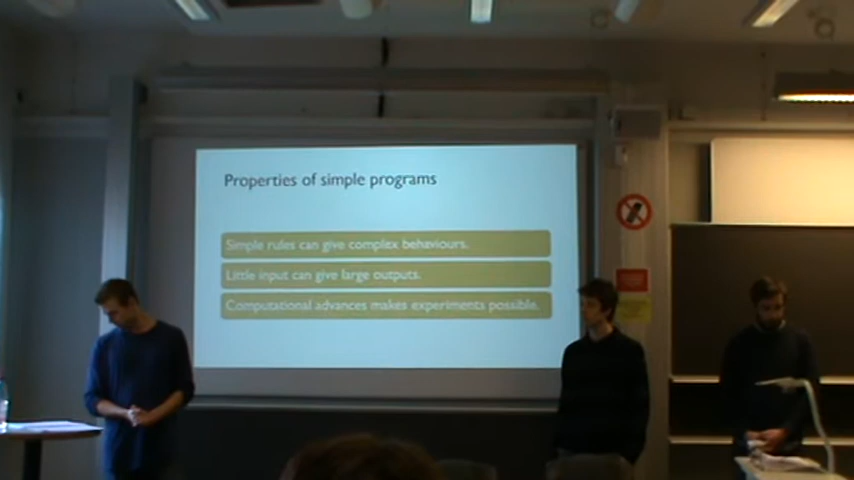 Properties of simple programs
Simple rules can give complex behaviours.
Little input can give large outputs.
Computational advances makes experiments possible.